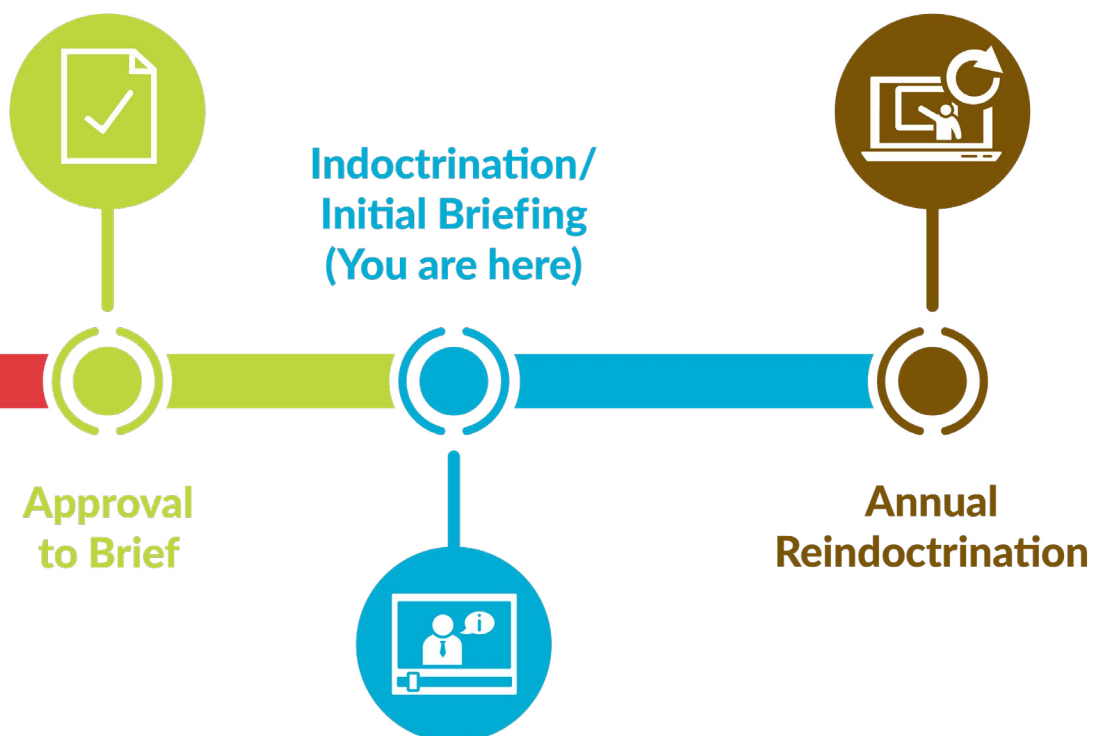 Indoctrination/
Initial Briefing
(You are here)
Approval
to Brief
Annual
Reindoctrination
i